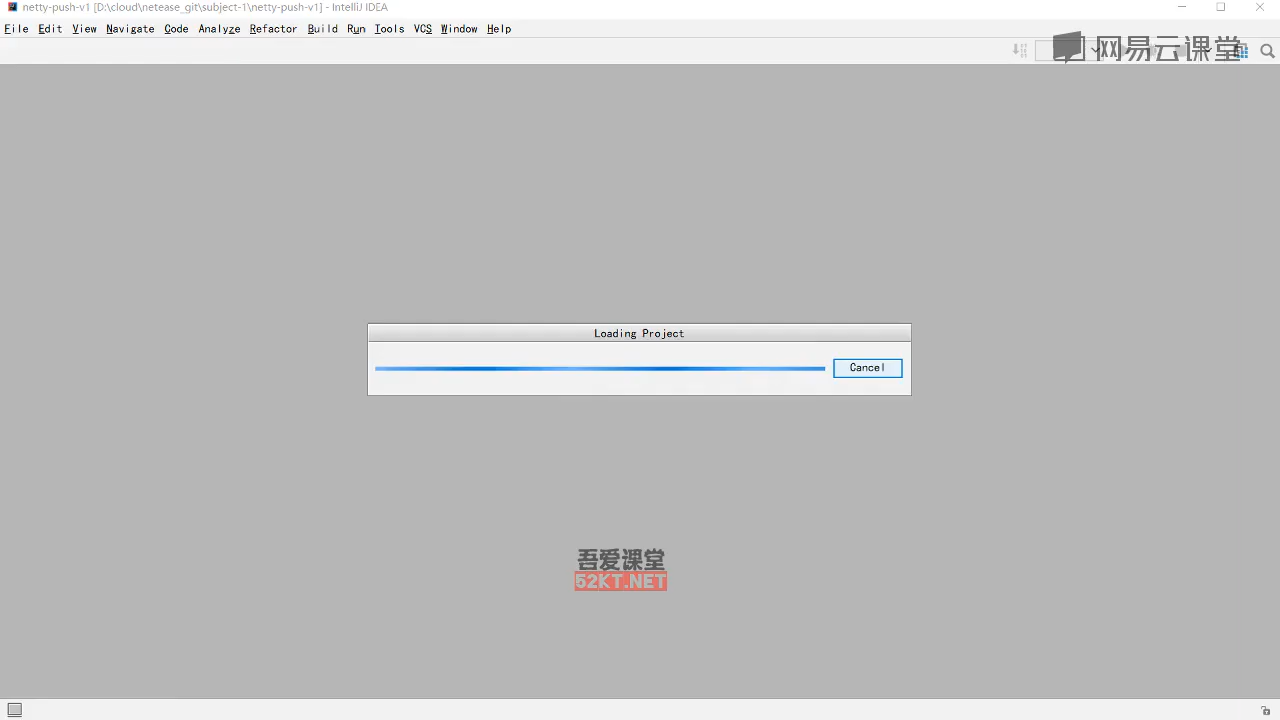 netty-push-v1 [D:\cloud\netease_git\subject-1\netty-push-v1] - IntelliJ IDEA
File Edit View Navigate Code Analyze Refactor Build Run Tools VCS Window Help
网易云课堂
Loading Project
Cancel
吾爱课堂
52KT.NET